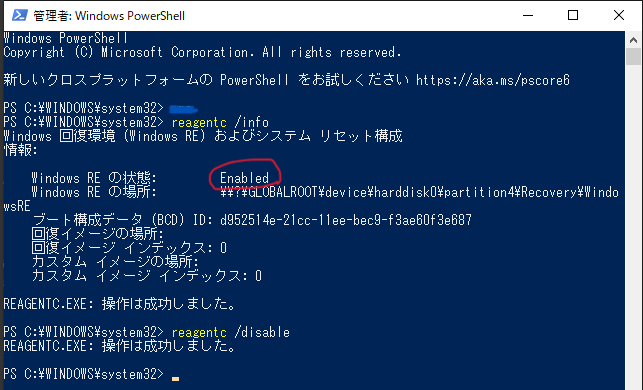 管理者: Windows PowerShell
Windows PowerShell
Copyright (C) Microsoft Corporation. All rights reserved.
新しいクロスプラットフォームの PowerShell をお試しください https://aka.ms/pscore6
PS C:¥WINDOWS¥system32>
PS C:¥WINDOWS¥system32> reagentc /info
Windows 回復環境 (Windows RE) およびシステム リセット構成
情報:
Windows RE の状態: Enabled
Windows RE の場所: ¥¥?¥GLOBALROOT¥device¥harddisk0¥partition4¥Recovery¥Windo
wsRE
ブート構成データ (BCD) ID: d952514e-21cc-11ee-bec9-f3ae60f3e687
回復イメージの場所:
回復イメージ インデックス: 0
カスタム イメージの場所:
カスタム イメージ インデックス: 0
REAGENTC.EXE: 操作は成功しました。
PS C:¥WINDOWS¥system32> reagentc /disable
REAGENTC.EXE: 操作は成功しました。
PS C:¥WINDOWS¥system32>